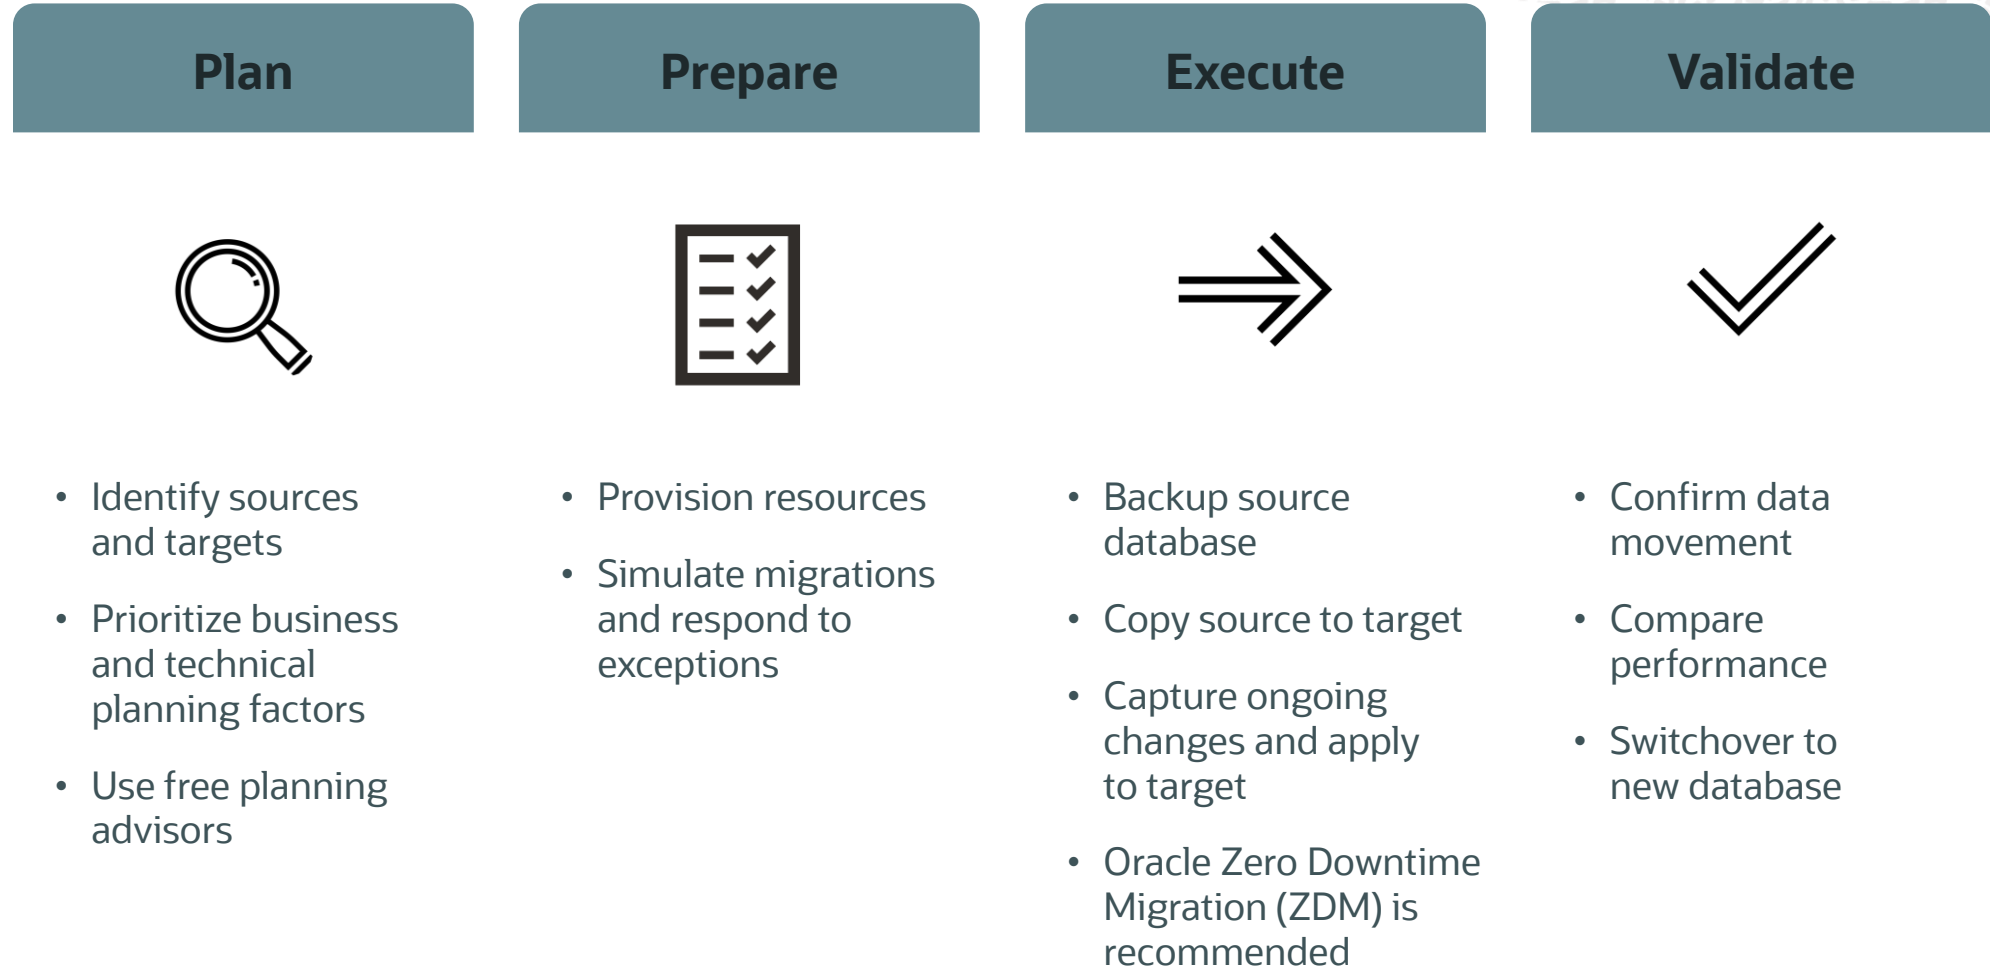 Plan
• Identify sources
and targets
• Prioritize business
and technical
planning factors
• Use free planning
advisors
Prepare
• Provision resources
• Simulate migrations
and respond to
exceptions
Execute
• Backup source
database
• Copy source to target
• Capture ongoing
changes and apply
to target
• Oracle Zero Downtime
Migration (ZDM) is
recommended
Validate
• Confirm data
movement
• Compare
performance
• Switchover to
new database